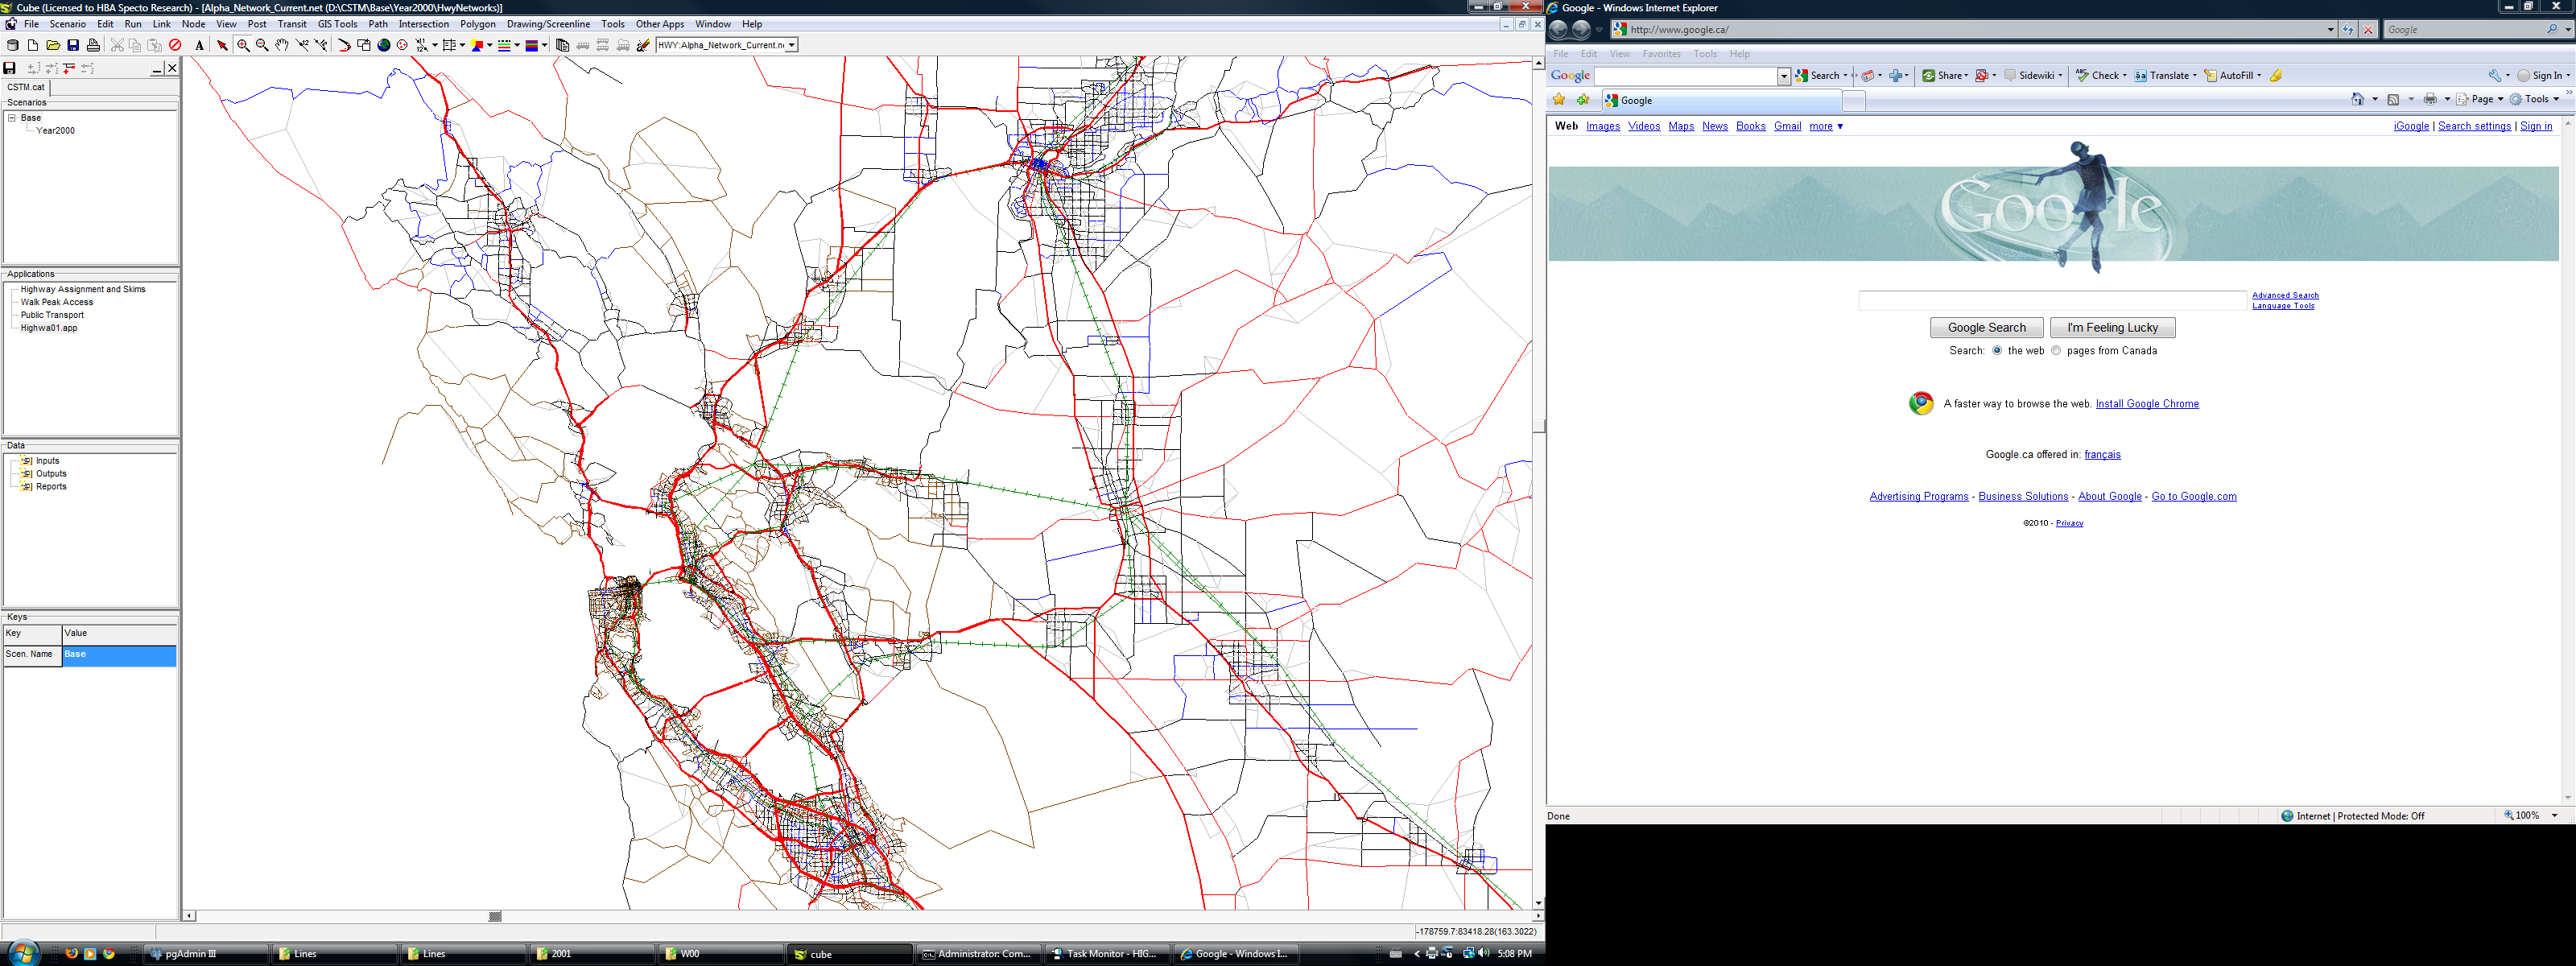 Cube (Licensed to HBA Specto Research) - [Alpha_Network_Current.net (D:\CSTM\Base\Year2000\HwyNetworks)]
File Scenario Edit Run Link Node View Post Transit GIS Tools Path Intersection Polygon Drawing/Screenline Tools Other Apps Window Help
HWY:Alpha_Network_Current.n
CSTM.cat
Scenarios
Base
Year2000
Applications
Highway Assignment and Skims
Walk Peak Access
Public Transport
Highwa01.app
Data
Inputs
Outputs
Reports
Keys
Key Value
Scen. Name Base
-178759.7:83418.28(163.3022)
pgAdmin III
Lines
Lines
2001
W00
cube
Administrator: Com...
Task Monitor - HIG...
Google - Windows I...
5:08 PM
Google - Windows Internet Explorer
http://www.google.ca/
Google
File Edit View Favorites Tools Help
Google Search Share Sidewiki Check Translate AutoFill Sign In
Google
Page Tools
Web Images Videos Maps News Books Gmail more ▼
iGoogle | Search settings | Sign in
Google
Advanced Search
Language Tools
Google Search I'm Feeling Lucky
Search: the web pages from Canada
A faster way to browse the web. Install Google Chrome
Google.ca offered in: français
Advertising Programs - Business Solutions - About Google - Go to Google.com
©2010 - Privacy
Done
Internet | Protected Mode: Off
100%